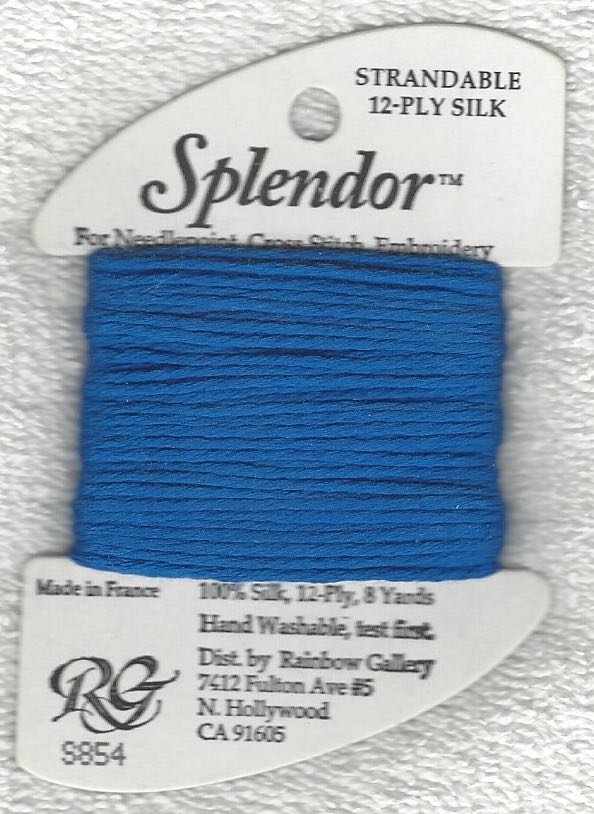 STRANDABLE
12-PLY SILK
Splendor™
For Needlepoint, Cross Stitch, Embroidery
Made in France
100% Silk, 12-Ply, 8 Yards
Hand Washable, test first.
Dist. by Rainbow Gallery
7412 Fulton Ave #5
N. Hollywood
CA 91605
RG
S854